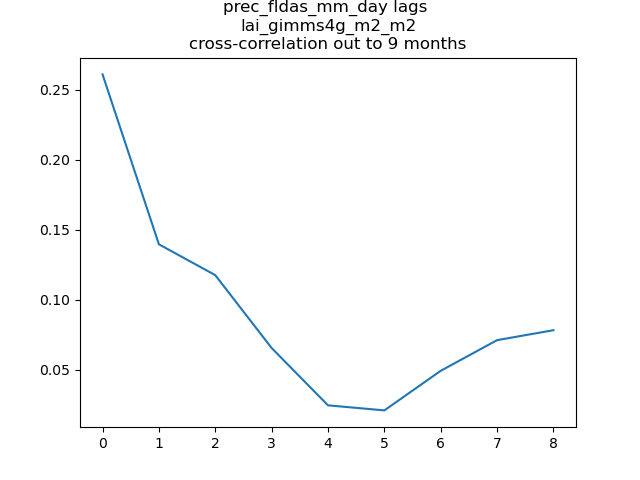 prec_fldas_mm_day lags
lai_gimms4g_m2_m2
cross-correlation out to 9 months
0.25
0.20
0.15
0.10
0.05
0 1 2 3 4 5 6 7 8